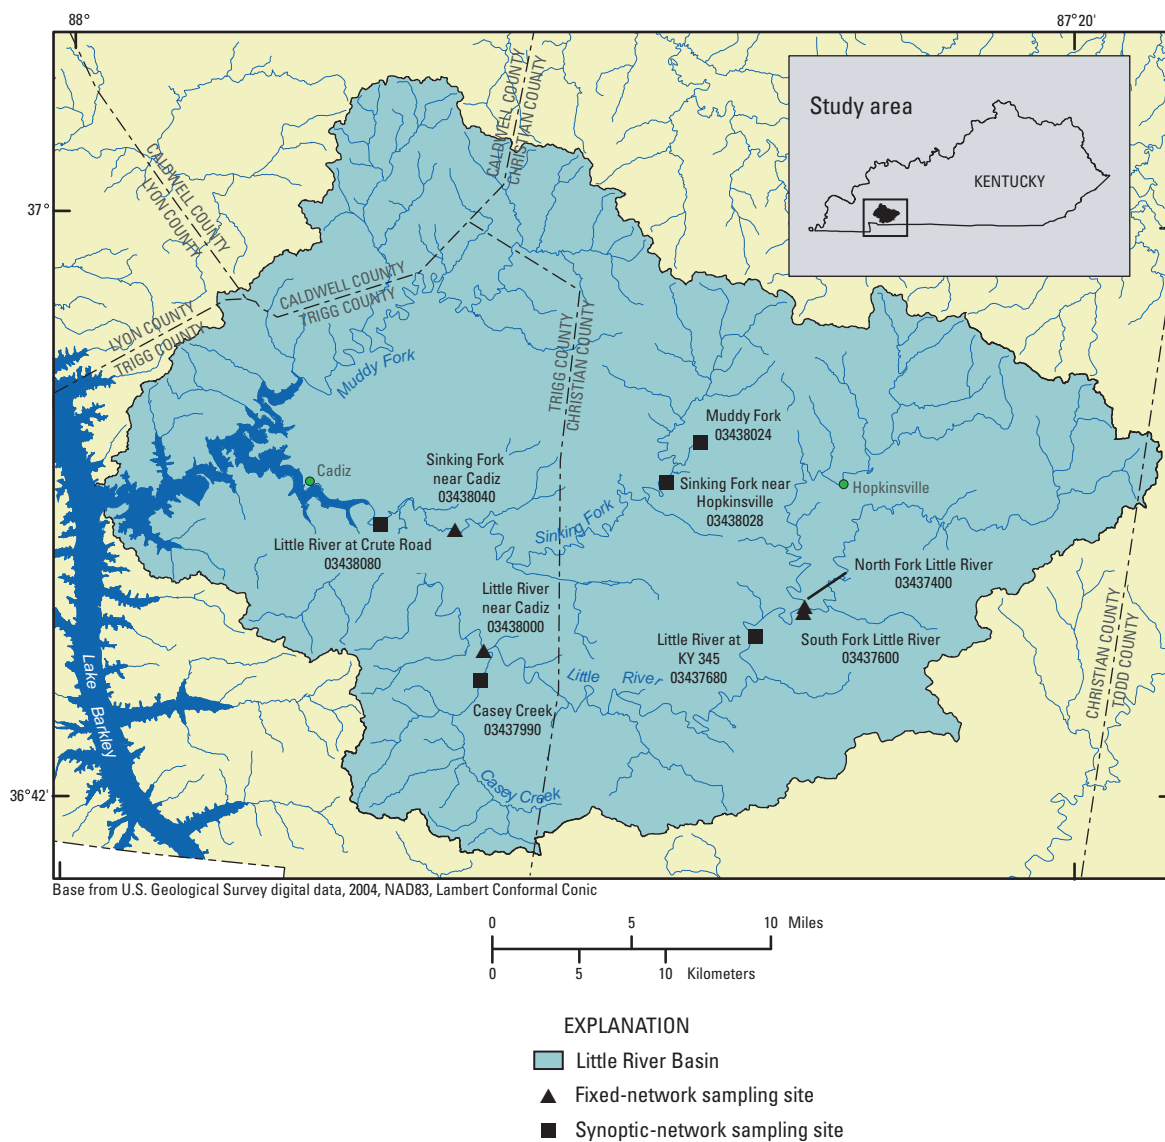 88°
87°20'
37°
36°42'
Study area
KENTUCKY
CALDWELL COUNTY
CHRISTIAN COUNTY
CALDWELL COUNTY
LYON COUNTY
CALDWELL COUNTY
TRIGG COUNTY
LYON COUNTY
TRIGG COUNTY
TRIGG COUNTY
CHRISTIAN COUNTY
Muddy Fork
Muddy Fork
03438024
Cadiz
Sinking Fork
near Cadiz
03438040
Sinking Fork near
Hopkinsville
03438028
Hopkinsville
Sinking Fork
Little River at Crute Road
03438080
North Fork Little River
03437400
Little River
near Cadiz
03438000
Little River at
KY 345
03437680
South Fork Little River
03437600
Little River
CHRISTIAN COUNTY
TODD COUNTY
Lake Barkley
Casey Creek
03437990
Casey Creek
Base from U.S. Geological Survey digital data, 2004, NAD83, Lambert Conformal Conic
0 5 10 Miles
0 5 10 Kilometers
EXPLANATION
Little River Basin
Fixed-network sampling site
Synoptic-network sampling site